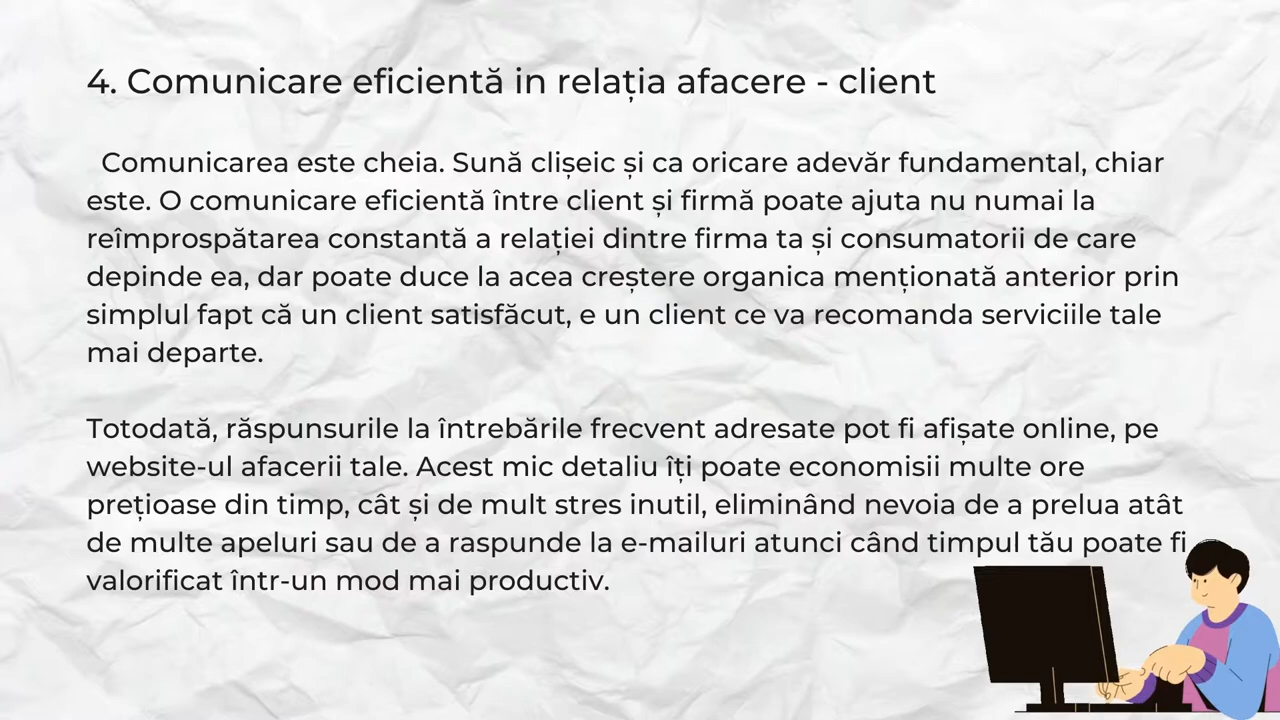 4. Comunicare eficientă in relația afacere - client
Comunicarea este cheia. Sună clișeic și ca oricare adevăr fundamental, chiar
este. O comunicare eficientă între client și firmă poate ajuta nu numai la
reîmprospătarea constantă a relației dintre firma ta și consumatorii de care
depinde ea, dar poate duce la acea creștere organica menționată anterior prin
simplul fapt că un client satisfăcut, e un client ce va recomanda serviciile tale
mai departe.
Totodată, răspunsurile la întrebările frecvent adresate pot fi afișate online, pe
website-ul afacerii tale. Acest mic detaliu îți poate economisii multe ore
prețioase din timp, cât și de mult stres inutil, eliminând nevoia de a prelua atât
de multe apeluri sau de a raspunde la e-mailuri atunci când timpul tău poate fi
valorificat într-un mod mai productiv.